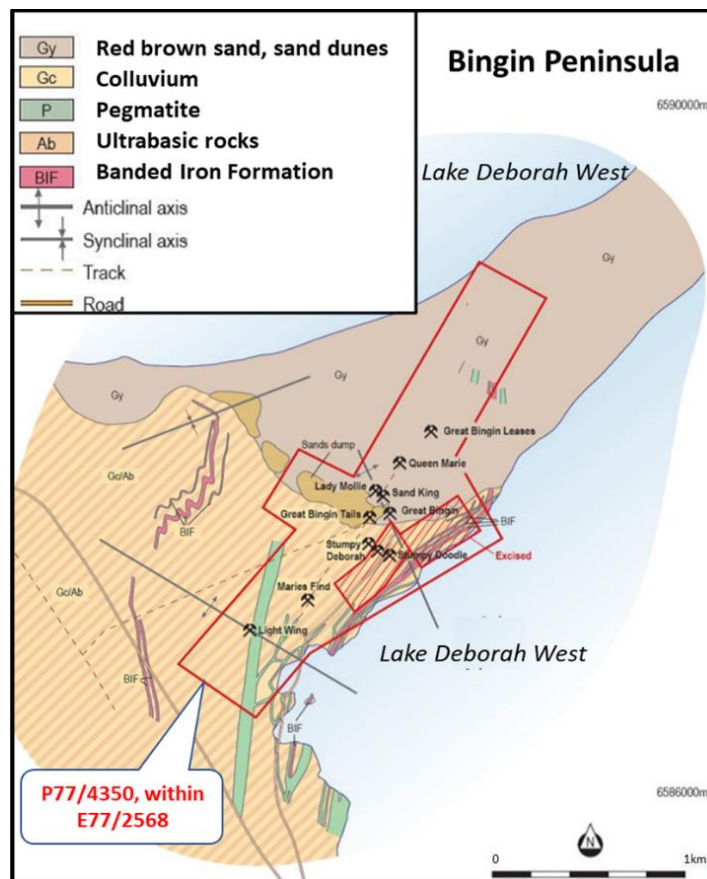 Bingin Peninsula
Gy Red brown sand, sand dunes
Gc Colluvium
P Pegmatite
Ab Ultrabasic rocks
BIF Banded Iron Formation
Anticlinal axis
Synclinal axis
Track
Road
6590000m
Lake Deborah West
Gy
Gy
Gy
Gy
Great Bingin Leases
Sands dump
Queen Marie
Gc/Ab
Lady Mollie
Sand King
Great Bingin Tails
Great Bingin
BIF
BIF
Stumpy
Deborah
Stumpy Doodle
Excised
Gc/Ab
Maries Find
Light Wing
Lake Deborah West
BIF
BIF
P77/4350, within
E77/2568
6586000m
N
0 1km